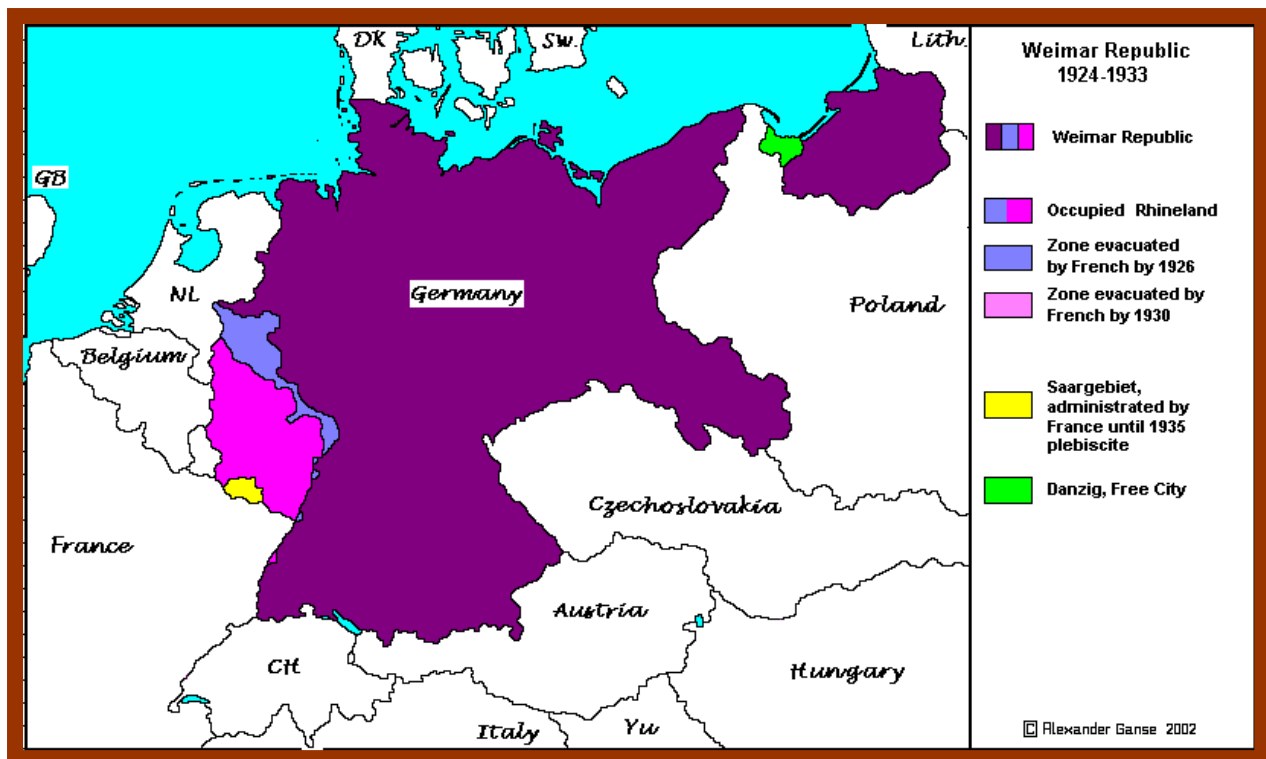 DK
Sw.
Lith.
GB
NL
Germany
Poland
Belgium
Czechoslovakia
France
Austria
CH
Hungary
Italy
Yu
Weimar Republic
1924-1933
Weimar Republic
Occupied Rhineland
Zone evacuated
by French by 1926
Zone evacuated by
French by 1930
Saargebiet,
administrated by
France until 1935
plebiscite
Danzig, Free City
C Alexander Ganse 2002